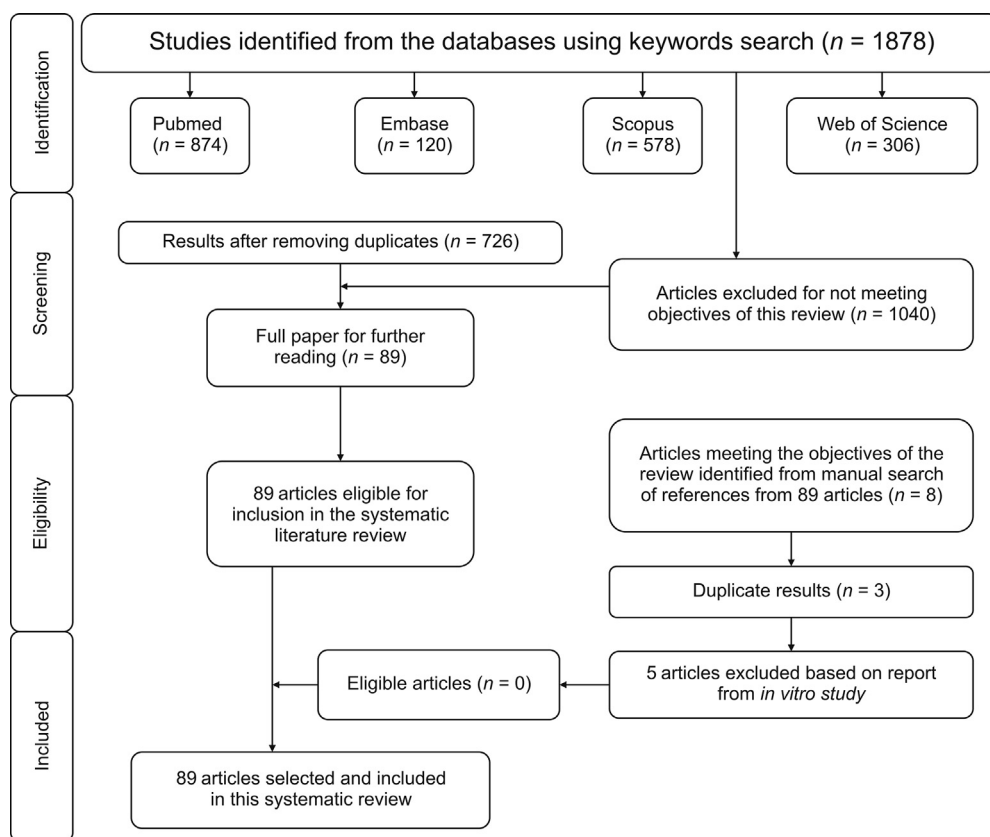 Identification
Studies identified from the databases using keywords search (n = 1878)
Pubmed
(n = 874)
Embase
(n = 120)
Scopus
(n = 578)
Web of Science
(n = 306)
Screening
Results after removing duplicates (n = 726)
Articles excluded for not meeting
objectives of this review (n = 1040)
Full paper for further
reading (n = 89)
Eligibility
89 articles eligible for
inclusion in the systematic
literature review
Articles meeting the objectives of the
review identified from manual search
of references from 89 articles (n = 8)
Duplicate results (n = 3)
Included
5 articles excluded based on report
from in vitro study
Eligible articles (n = 0)
89 articles selected and included
in this systematic review